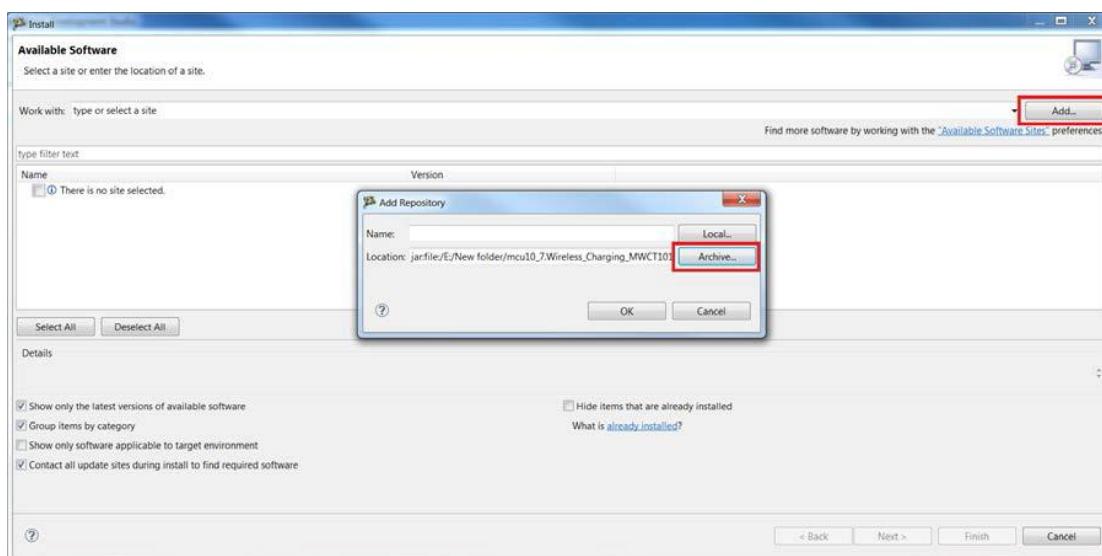 Install
Available Software
Select a site or enter the location of a site.
Work with: type or select a site
Add...
Find more software by working with the "Available Software Sites" preferences
type filter text
Name Version
There is no site selected.
Add Repository
Name:
Local...
Location: jar:file:/E:/New folder/mcu10_7.Wireless_Charging_MWCT101
Archive...
OK Cancel
Select All Deselect All
Details
Show only the latest versions of available software
Hide items that are already installed
Group items by category
What is already installed?
Show only software applicable to target environment
Contact all update sites during install to find required software
< Back Next > Finish Cancel